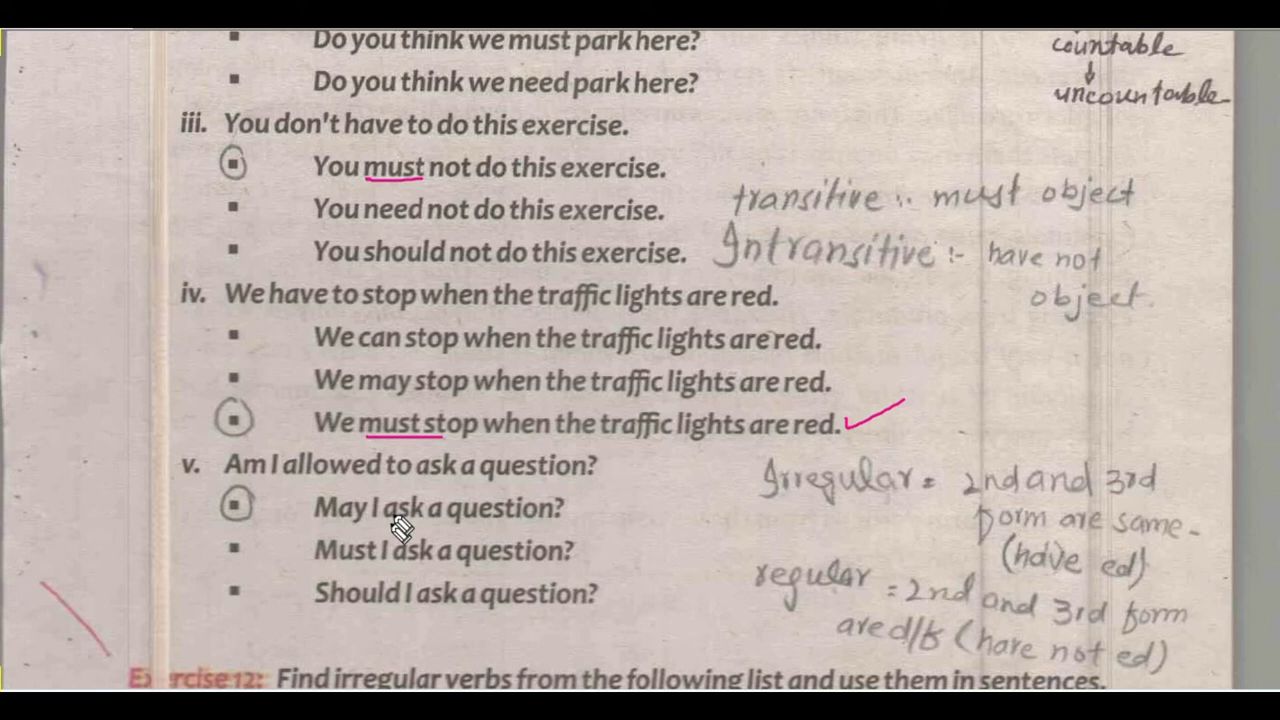 Do you think we must park here?
countable
Do you think we need park here?
uncountable
iii. You don't have to do this exercise.
You must not do this exercise.
transitive :. must object
You need not do this exercise.
You should not do this exercise.
Intransitive :- have not
object.
iv. We have to stop when the traffic lights are red.
We can stop when the traffic lights are red.
We may stop when the traffic lights are red.
We must stop when the traffic lights are red.
v. Am I allowed to ask a question?
Irregular = 2nd and 3rd
May I ask a question?
form are same.
Must I ask a question?
(have ed)
Should I ask a question?
regular = 2nd and 3rd form
are (have not ed)
Exercise 12: Find irregular verbs from the following list and use them in sentences.